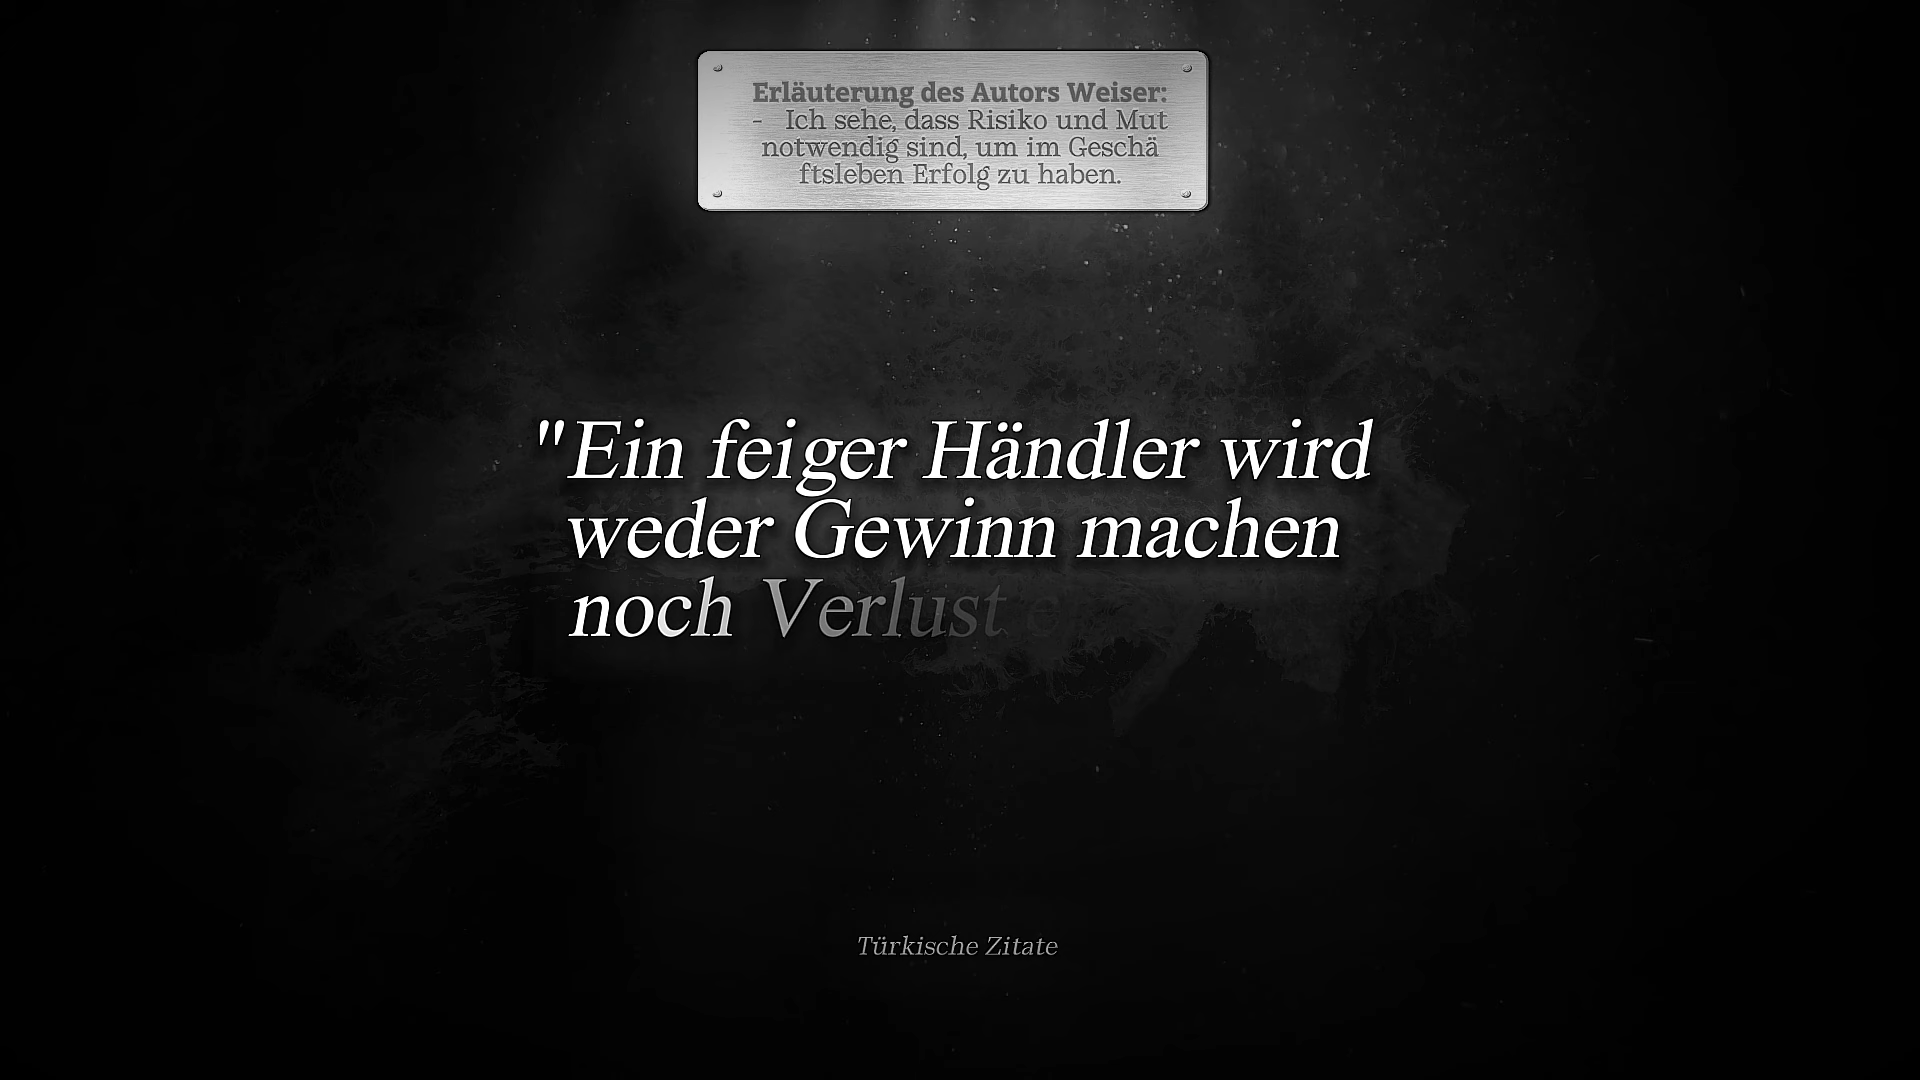 Erläuterung des Autors Weiser:
- Ich sehe, dass Risiko und Mut
notwendig sind, um im Geschä
ftsleben Erfolg zu haben.
"Ein feiger Händler wird
weder Gewinn machen
noch Verlust
Türkische Zitate